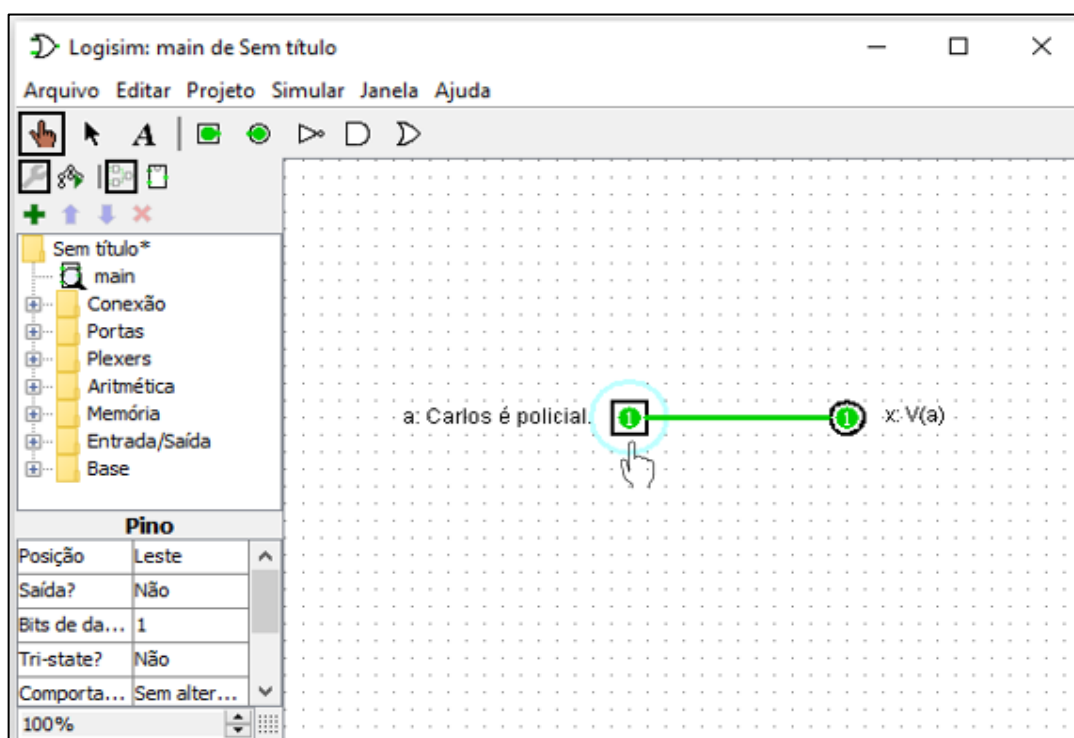 Logisim: main de Sem título
Arquivo Editar Projeto Simular Janela Ajuda
A
Sem título*
main
Conexão
Portas
Plexers
Aritmética
Memória
Entrada/Saída
Base
a: Carlos é policial. 1 1 x: V(a)
Pino
Posição Leste
Saída? Não
Bits de da... 1
Tri-state? Não
Comporta... Sem alter...
100%